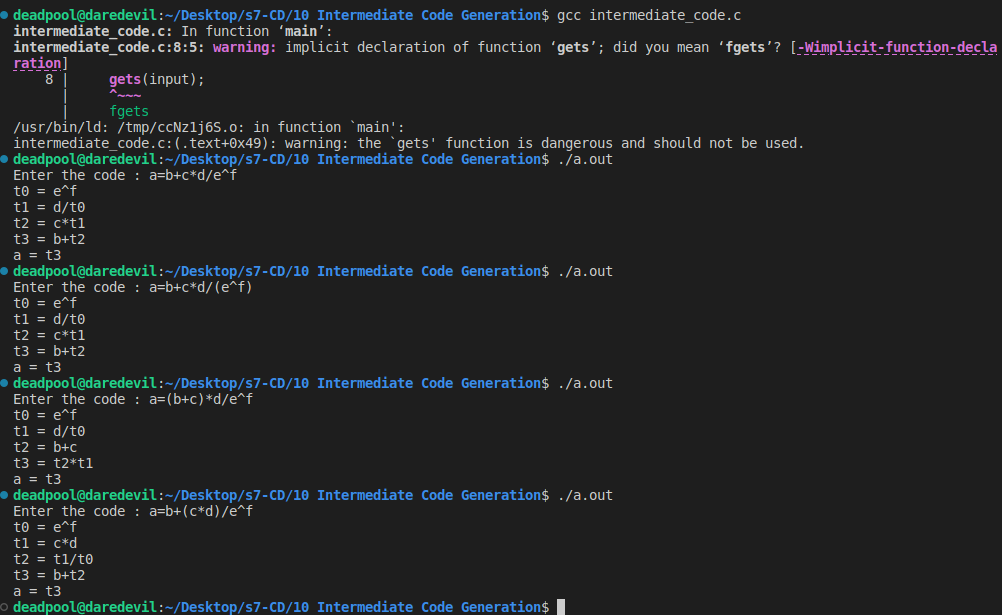 deadpool@daredevil:~/Desktop/s7-CD/10 Intermediate Code Generation$ gcc intermediate_code.c
intermediate_code.c: In function ‘main’:
intermediate_code.c:8:5: warning: implicit declaration of function ‘gets’; did you mean ‘fgets’? [-Wimplicit-function-decla
ration]
    8 |     gets(input);
      |     ^~~~
      |     fgets
/usr/bin/ld: /tmp/ccNz1j6S.o: in function `main':
intermediate_code.c:(.text+0x49): warning: the `gets' function is dangerous and should not be used.
deadpool@daredevil:~/Desktop/s7-CD/10 Intermediate Code Generation$ ./a.out
Enter the code : a=b+c*d/e^f
t0 = e^f
t1 = d/t0
t2 = c*t1
t3 = b+t2
a = t3
deadpool@daredevil:~/Desktop/s7-CD/10 Intermediate Code Generation$ ./a.out
Enter the code : a=b+c*d/(e^f)
t0 = e^f
t1 = d/t0
t2 = c*t1
t3 = b+t2
a = t3
deadpool@daredevil:~/Desktop/s7-CD/10 Intermediate Code Generation$ ./a.out
Enter the code : a=(b+c)*d/e^f
t0 = e^f
t1 = d/t0
t2 = b+c
t3 = t2*t1
a = t3
deadpool@daredevil:~/Desktop/s7-CD/10 Intermediate Code Generation$ ./a.out
Enter the code : a=b+(c*d)/e^f
t0 = e^f
t1 = c*d
t2 = t1/t0
t3 = b+t2
a = t3
deadpool@daredevil:~/Desktop/s7-CD/10 Intermediate Code Generation$